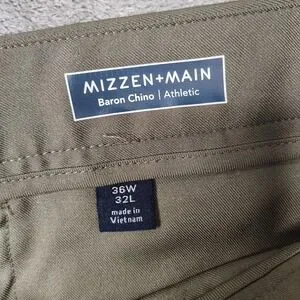 MIZZEN+MAIN
Baron Chino | Athletic
36W
32L
made in
Vietnam